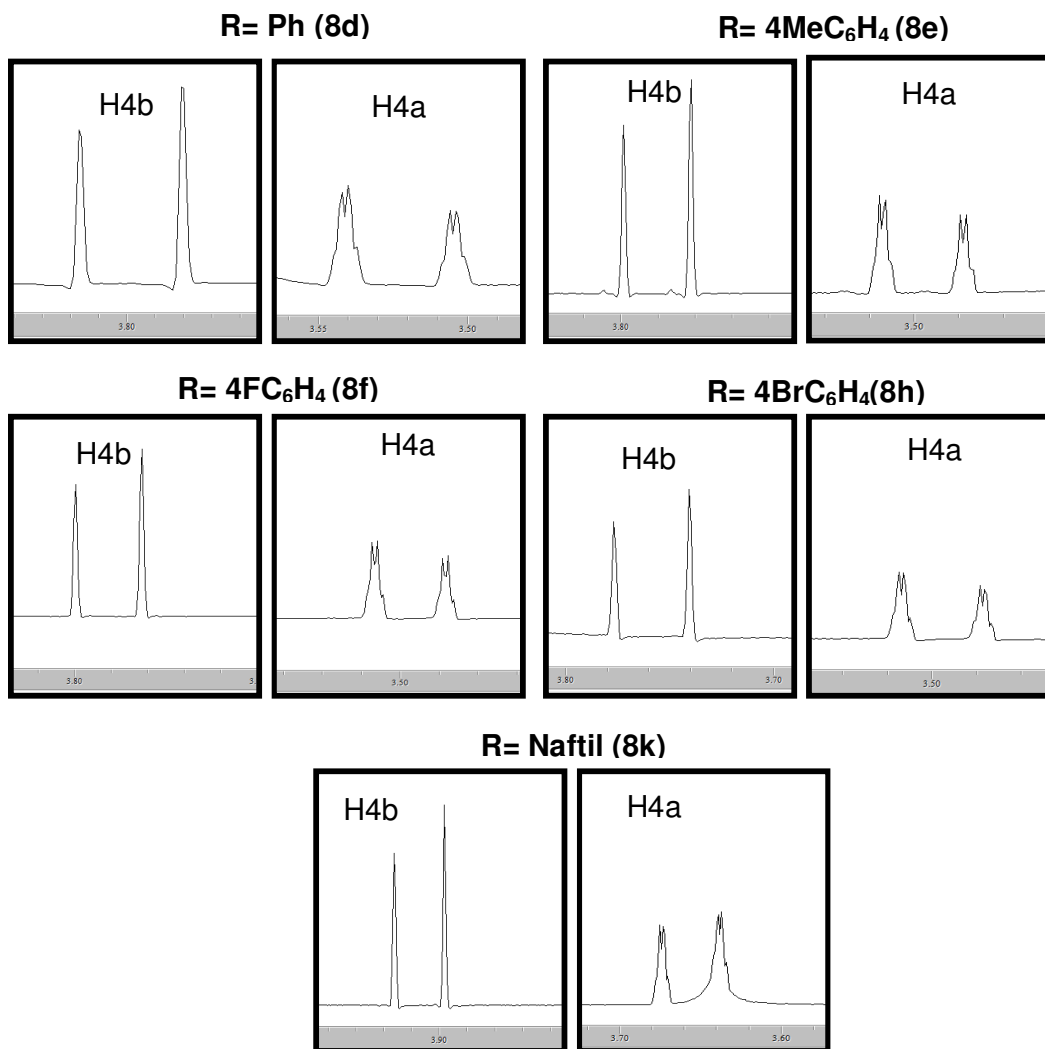 R= Ph (8d)
R= 4MeC₆H₄ (8e)
H4b
H4a
H4b
H4a
3.80
3.55
3.50
3.80
3.50
R= 4FC₆H₄ (8f)
R= 4BrC₆H₄(8h)
H4b
H4a
H4b
H4a
3.80
3.
3.50
3.80
3.70
3.50
R= Naftil (8k)
H4b
H4a
3.90
3.70
3.60